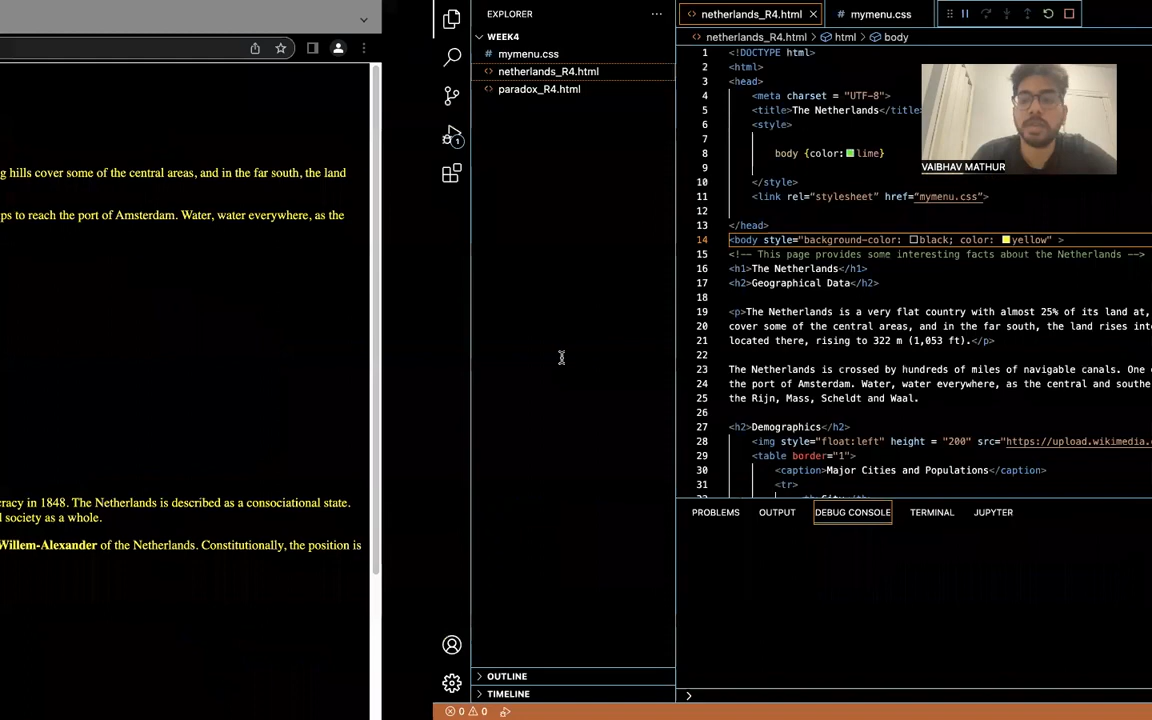 g hills cover some of the central areas, and in the far south, the land
ps to reach the port of Amsterdam. Water, water everywhere, as the
racy in 1848. The Netherlands is described as a consociational state.
d society as a whole.
Willem-Alexander of the Netherlands. Constitutionally, the position is
EXPLORER
WEEK4
mymenu.css
netherlands_R4.html
paradox_R4.html
OUTLINE
TIMELINE
0 0
1
netherlands_R4.html
mymenu.css
netherlands_R4.html > html > body
1 <!DOCTYPE html>
2 <html>
3 <head>
4 <meta charset = "UTF-8">
5 <title>The Netherlands</title
6 <style>
7
8 body {color: lime}
9
10 </style>
11 <link rel="stylesheet" href="mymenu.css">
12
13 </head>
14 <body style="background-color: black; color: yellow" >
15 <!-- This page provides some interesting facts about the Netherlands -->
16 <h1>The Netherlands</h1>
17 <h2>Geographical Data</h2>
18
19 <p>The Netherlands is a very flat country with almost 25% of its land at,
20 cover some of the central areas, and in the far south, the land rises int
21 located there, rising to 322 m (1,053 ft).</p>
22
23 The Netherlands is crossed by hundreds of miles of navigable canals. One
24 the port of Amsterdam. Water, water everywhere, as the central and southe
25 the Rijn, Mass, Scheldt and Waal.
26
27 <h2>Demographics</h2>
28 <img style="float:left" height = "200" src="https://upload.wikimedia.
29 <table border="1">
30 <caption>Major Cities and Populations</caption>
31 <tr>
VAIBHAV MATHUR
PROBLEMS OUTPUT DEBUG CONSOLE TERMINAL JUPYTER